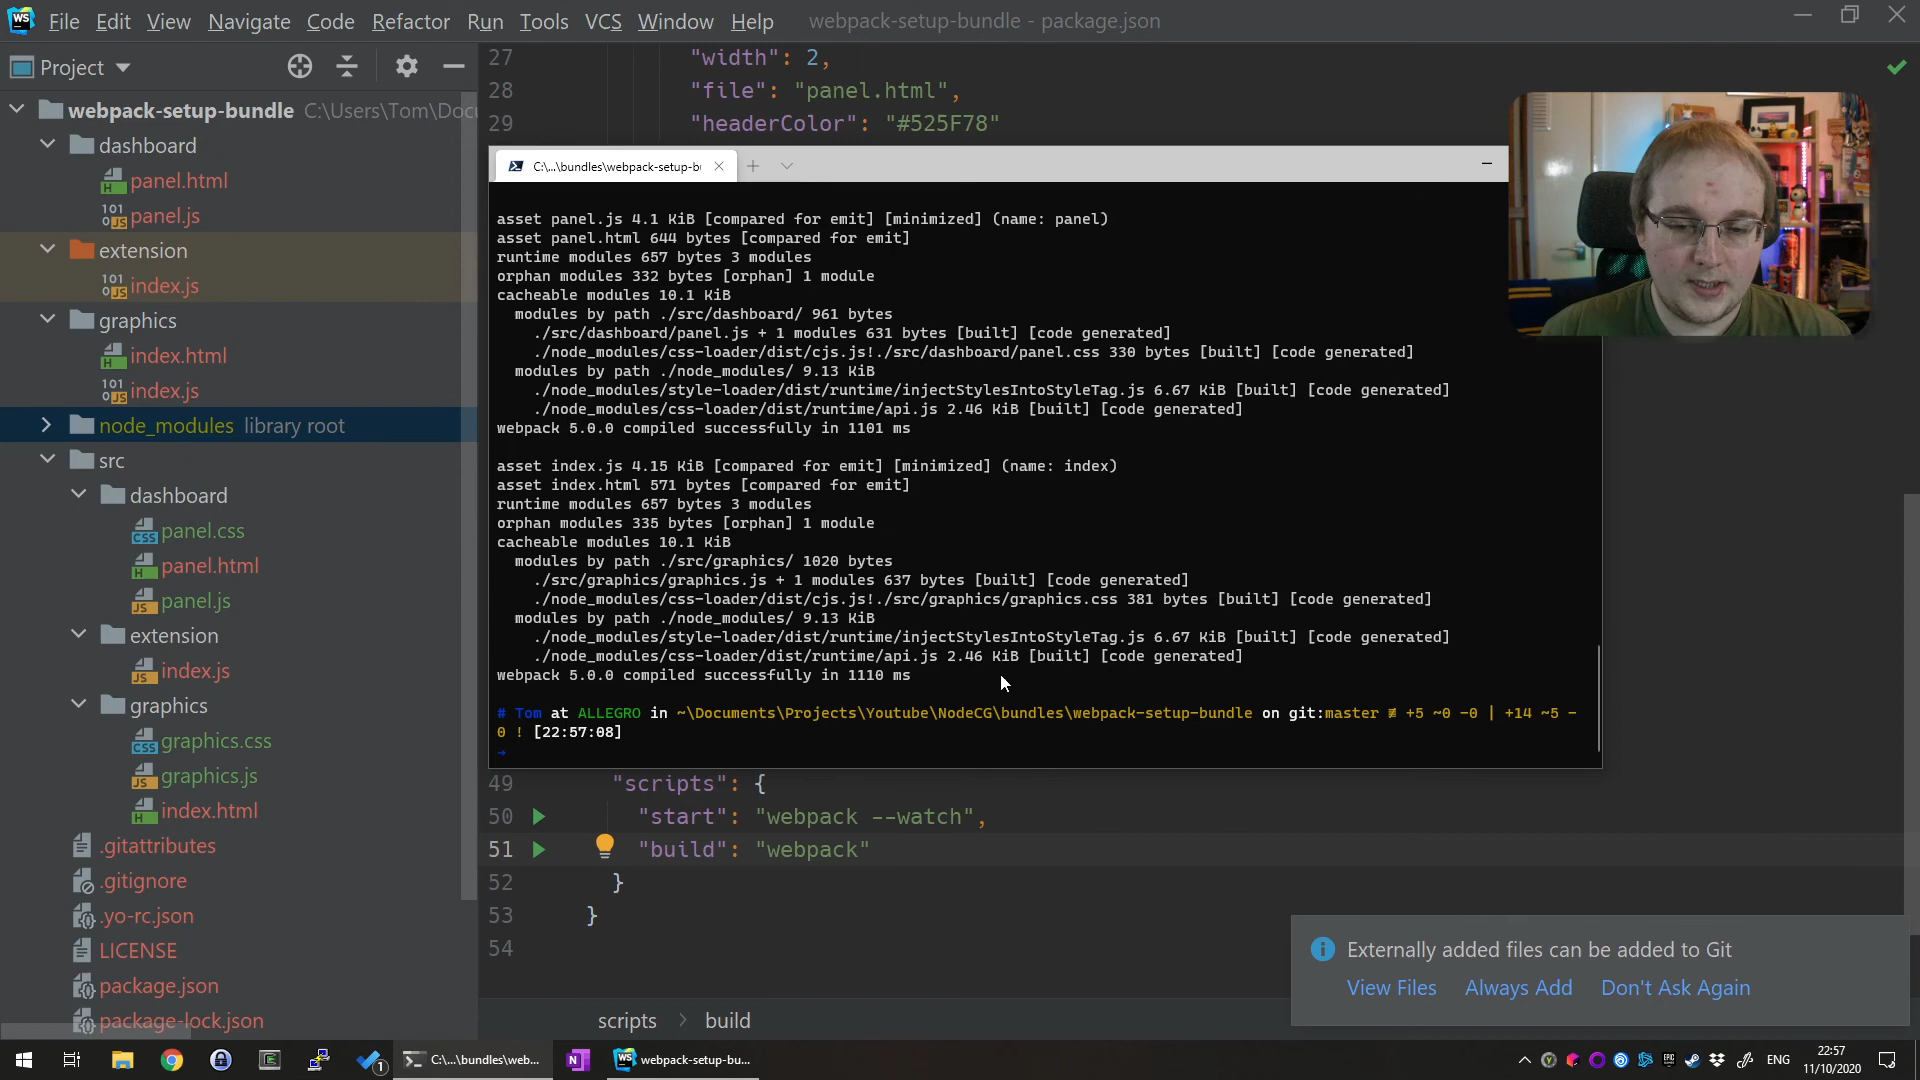 File Edit View Navigate Code Refactor Run Tools VCS Window Help webpack-setup-bundle - package.json
Project
webpack-setup-bundle C:\Users\Tom\Docu
dashboard
panel.html
panel.js
extension
index.js
graphics
index.html
index.js
node_modules library root
src
dashboard
panel.css
panel.html
panel.js
extension
index.js
graphics
graphics.css
graphics.js
index.html
.gitattributes
.gitignore
.yo-rc.json
LICENSE
package.json
package-lock.json
27 "width": 2,
28 "file": "panel.html",
29 "headerColor": "#525F78"
C:\...\bundles\webpack-setup-b
asset panel.js 4.1 KiB [compared for emit] [minimized] (name: panel)
asset panel.html 644 bytes [compared for emit]
runtime modules 657 bytes 3 modules
orphan modules 332 bytes [orphan] 1 module
cacheable modules 10.1 KiB
modules by path ./src/dashboard/ 961 bytes
./src/dashboard/panel.js + 1 modules 631 bytes [built] [code generated]
./node_modules/css-loader/dist/cjs.js!./src/dashboard/panel.css 330 bytes [built] [code generated]
modules by path ./node_modules/ 9.13 KiB
./node_modules/style-loader/dist/runtime/injectStylesIntoStyleTag.js 6.67 KiB [built] [code generated]
./node_modules/css-loader/dist/runtime/api.js 2.46 KiB [built] [code generated]
webpack 5.0.0 compiled successfully in 1101 ms
asset index.js 4.15 KiB [compared for emit] [minimized] (name: index)
asset index.html 571 bytes [compared for emit]
runtime modules 657 bytes 3 modules
orphan modules 335 bytes [orphan] 1 module
cacheable modules 10.1 KiB
modules by path ./src/graphics/ 1020 bytes
./src/graphics/graphics.js + 1 modules 637 bytes [built] [code generated]
./node_modules/css-loader/dist/cjs.js!./src/graphics/graphics.css 381 bytes [built] [code generated]
modules by path ./node_modules/ 9.13 KiB
./node_modules/style-loader/dist/runtime/injectStylesIntoStyleTag.js 6.67 KiB [built] [code generated]
./node_modules/css-loader/dist/runtime/api.js 2.46 KiB [built] [code generated]
webpack 5.0.0 compiled successfully in 1110 ms
# Tom at ALLEGRO in ~\Documents\Projects\Youtube\NodeCG\bundles\webpack-setup-bundle on git:master ≢ +5 ~0 -0 | +14 ~5 -
0 ! [22:57:08]
→
49 "scripts": {
50 "start": "webpack --watch",
51 "build": "webpack"
52 }
53 }
54
Externally added files can be added to Git
View Files Always Add Don't Ask Again
scripts > build
C:\...\bundles\web... webpack-setup-bu... ENG
22:57
11/10/2020